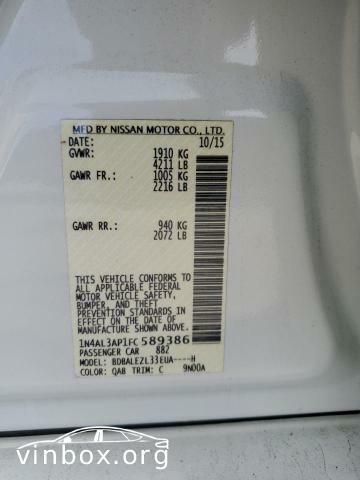 MFD BY NISSAN MOTOR CO., LTD.
DATE: 10/15
GVWR: 1910 KG
4211 LB
GAWR FR.: 1005 KG
2216 LB
GAWR RR.: 940 KG
2072 LB
THIS VEHICLE CONFORMS TO
ALL APPLICABLE FEDERAL
MOTOR VEHICLE SAFETY,
BUMPER, AND THEFT
PREVENTION STANDARDS
IN EFFECT ON THE DATE
OF MANUFACTURE SHOWN
ABOVE.
1N4AL3AP1FC 589386
PASSENGER CAR 882
MODEL: BDBALEZL33EUA----H
COLOR: QAB TRIM: C 9N00A
vinbox.org